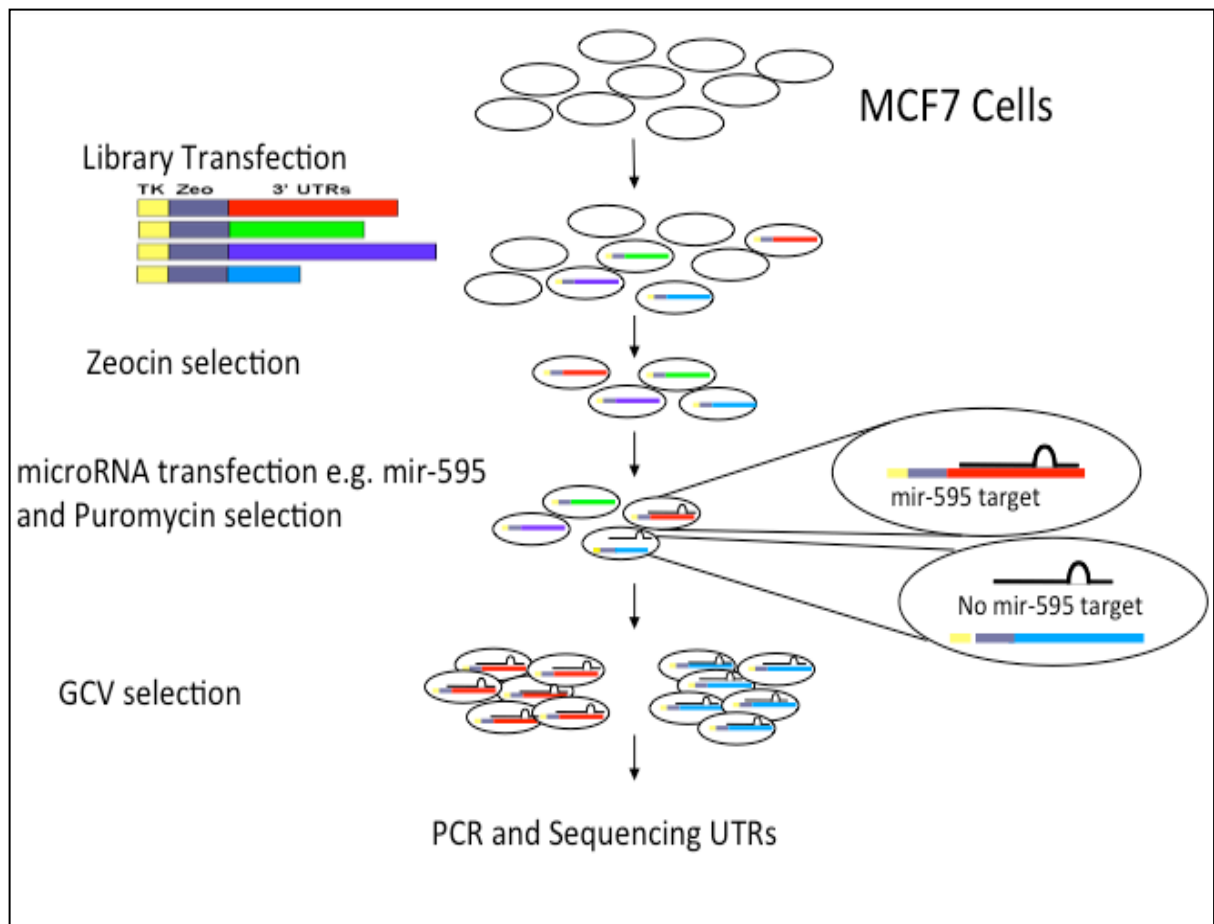 MCF7 Cells
Library Transfection
TK Zeo 3' UTRs
Zeocin selection
microRNA transfection e.g. mir-595
and Puromycin selection
mir-595 target
No mir-595 target
GCV selection
PCR and Sequencing UTRs